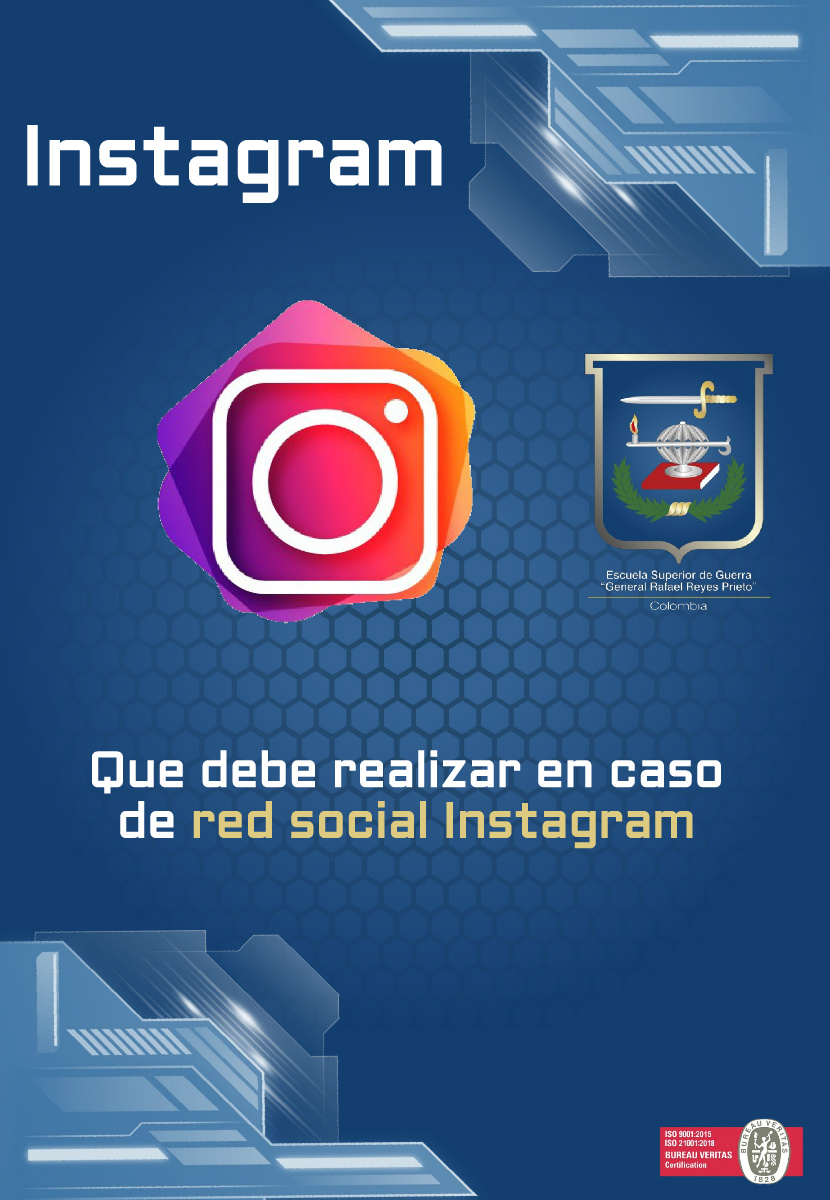 Instagram
Escuela Superior de Guerra
"General Rafael Reyes Prieto"
Colombia
Que debe realizar en caso
de red social Instagram
ISO 9001:2015
ISO 21001:2018
BUREAU VERITAS
Certification
BUREAU VERITAS
1828